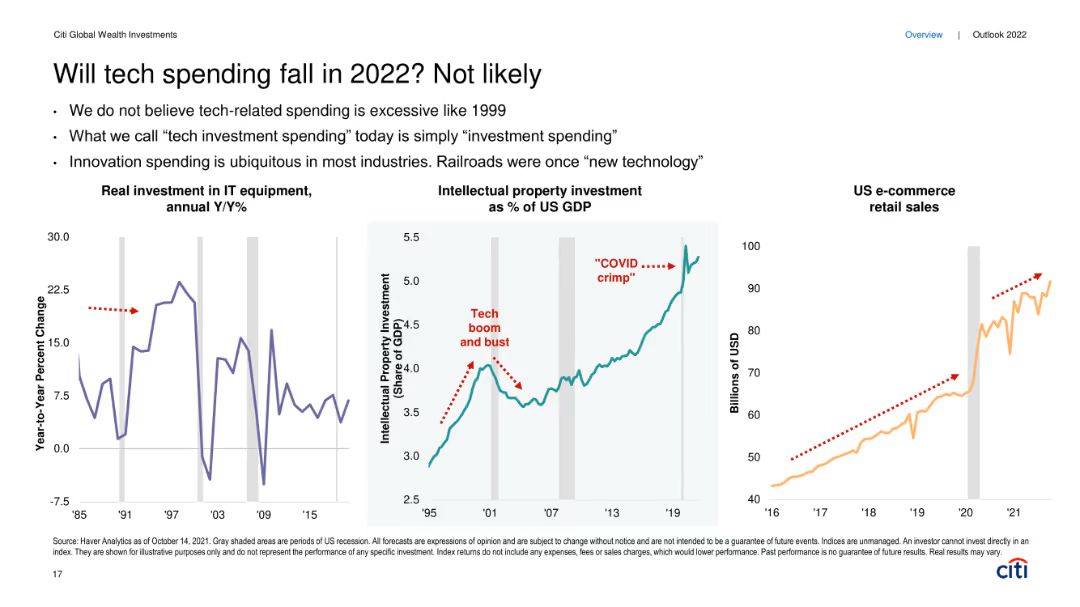 Citi Global Wealth Investments
Overview | Outlook 2022
Will tech spending fall in 2022? Not likely
• We do not believe tech-related spending is excessive like 1999
• What we call “tech investment spending” today is simply “investment spending”
• Innovation spending is ubiquitous in most industries. Railroads were once “new technology”
Real investment in IT equipment,
annual Y/Y%
Year-to-Year Percent Change
30.0
22.5
15.0
7.5
0.0
-7.5
'85 '91 '97 '03 '09 '15
Intellectual property investment
as % of US GDP
Intellectual Property Investment
(Share of GDP)
5.5
5.0
4.5
4.0
3.5
3.0
2.5
"COVID
crimp"
Tech
boom
and bust
'95 '01 '07 '13 '19
US e-commerce
retail sales
Billions of USD
100
90
80
70
60
50
40
'16 '17 '18 '19 '20 '21
Source: Haver Analytics as of October 14, 2021. Gray shaded areas are periods of US recession. All forecasts are expressions of opinion and are subject to change without notice and are not intended to be a guarantee of future events. Indices are unmanaged. An investor cannot invest directly in an
index. They are shown for illustrative purposes only and do not represent the performance of any specific investment. Index returns do not include any expenses, fees or sales charges, which would lower performance. Past performance is no guarantee of future results. Real results may vary.
17
citi